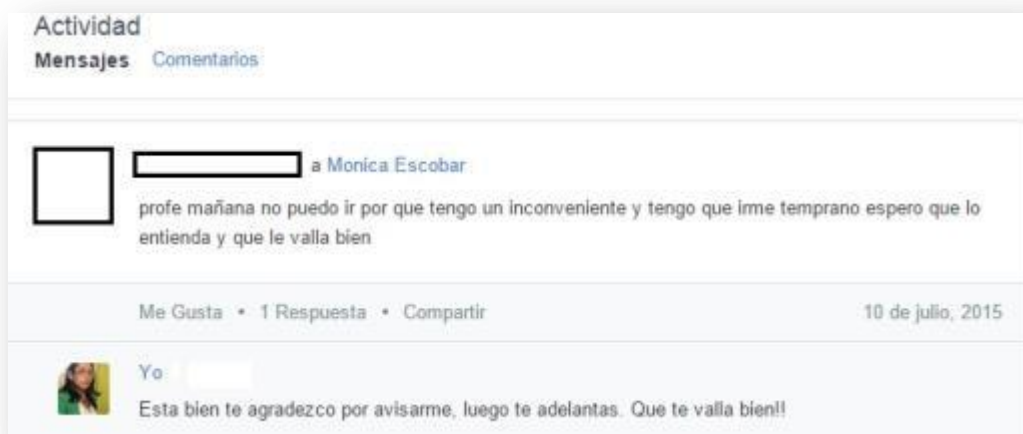 Actividad
Mensajes Comentarios
a Monica Escobar
profe mañana no puedo ir por que tengo un inconveniente y tengo que irme temprano espero que lo
entienda y que le valla bien
Me Gusta • 1 Respuesta • Compartir 10 de julio, 2015
Yo
Esta bien te agradezco por avisarme, luego te adelantas. Que te valla bien!!